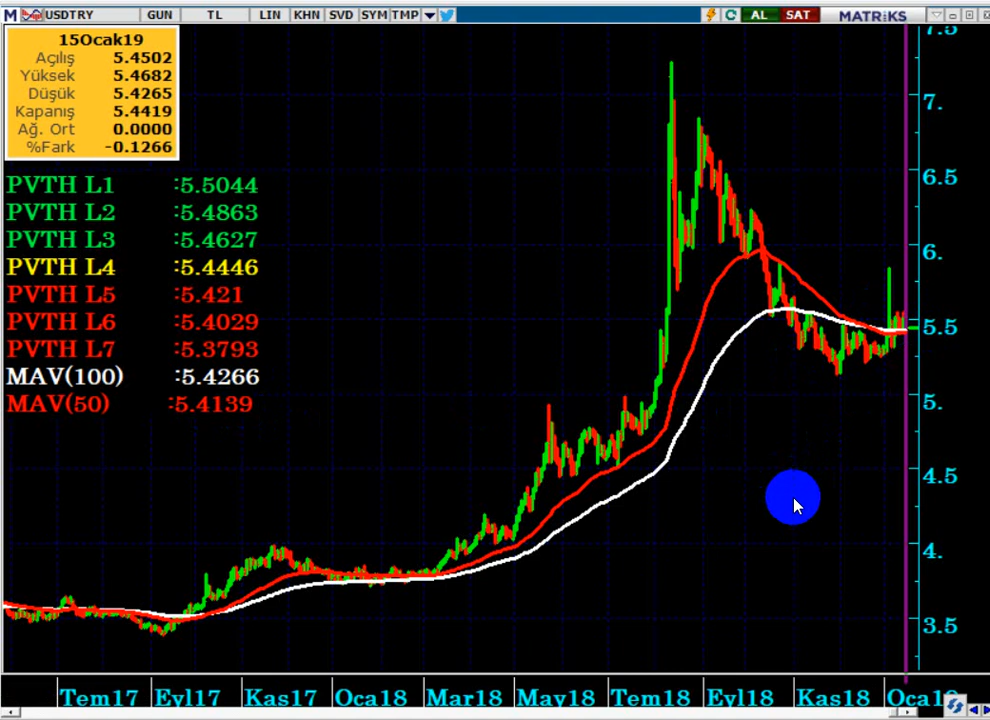 M USDTRY GUN TL LIN KHN SVD SYM TMP C AL SAT MATRİKS
15Ocak19
Açılış 5.4502
Yüksek 5.4682
Düşük 5.4265
Kapanış 5.4419
Ağ. Ort 0.0000
%Fark -0.1266
PVTH L1 :5.5044
PVTH L2 :5.4863
PVTH L3 :5.4627
PVTH L4 :5.4446
PVTH L5 :5.421
PVTH L6 :5.4029
PVTH L7 :5.3793
MAV(100) :5.4266
MAV(50) :5.4139
7.5
7.
6.5
6.
5.5
5.
4.5
4.
3.5
Tem17 Eyl17 Kas17 Oca18 Mar18 May18 Tem18 Eyl18 Kas18 Oca19